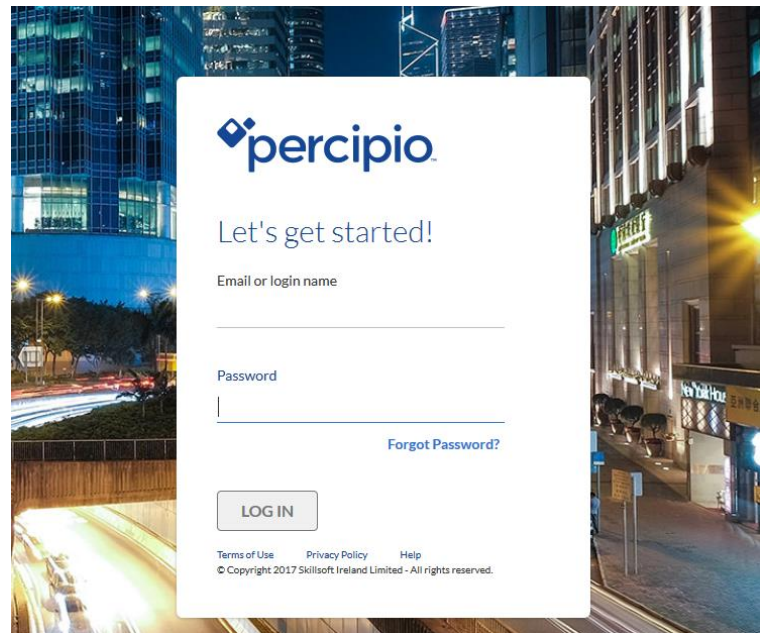 percipio™
Let's get started!
Email or login name
Password
Forgot Password?
LOG IN
Terms of Use Privacy Policy Help
© Copyright 2017 Skillsoft Ireland Limited - All rights reserved.
New York House